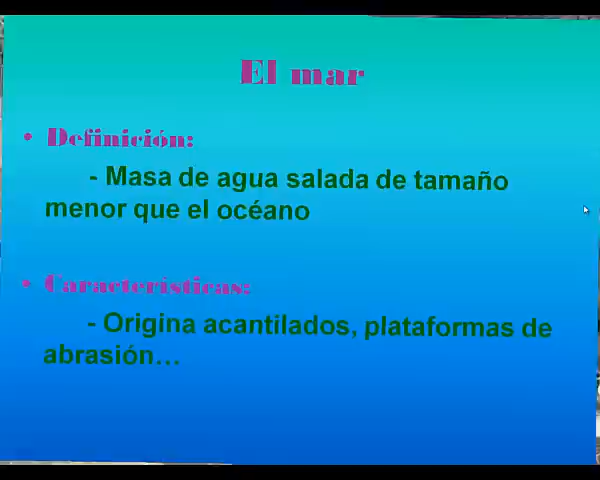 El mar
• Definición:
- Masa de agua salada de tamaño
menor que el océano
• Características:
- Origina acantilados, plataformas de
abrasión…